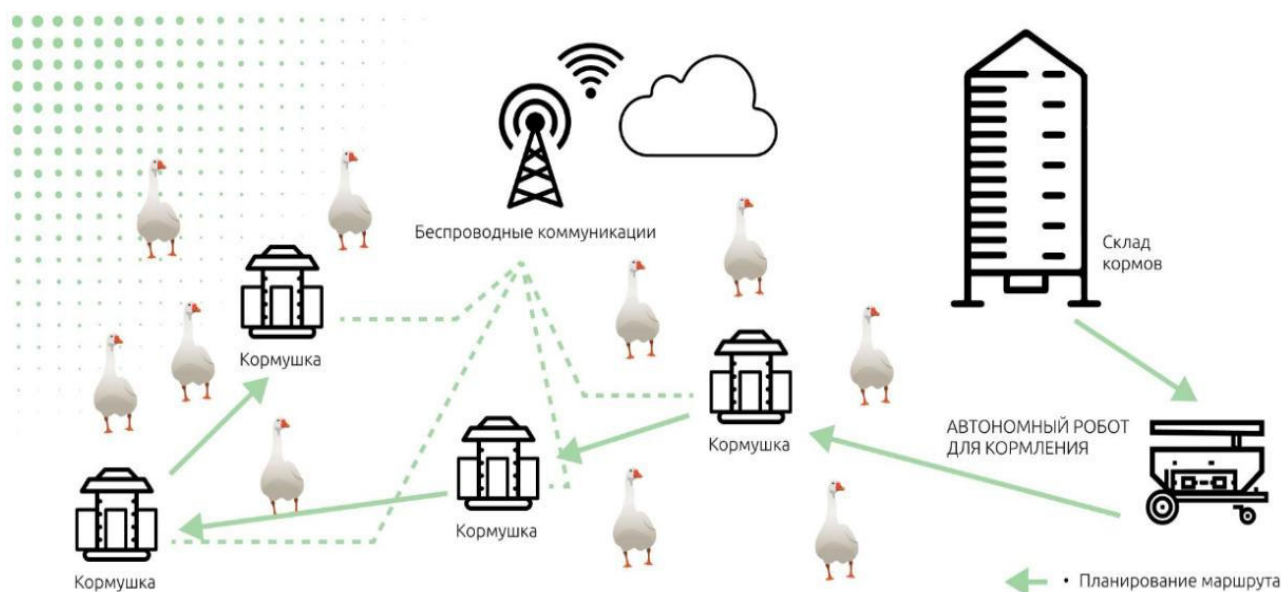 Беспроводные коммуникации
Склад
кормов
Кормушка
АВТОНОМНЫЙ РОБОТ
ДЛЯ КОРМЛЕНИЯ
Кормушка
Кормушка
Кормушка
• Планирование маршрута